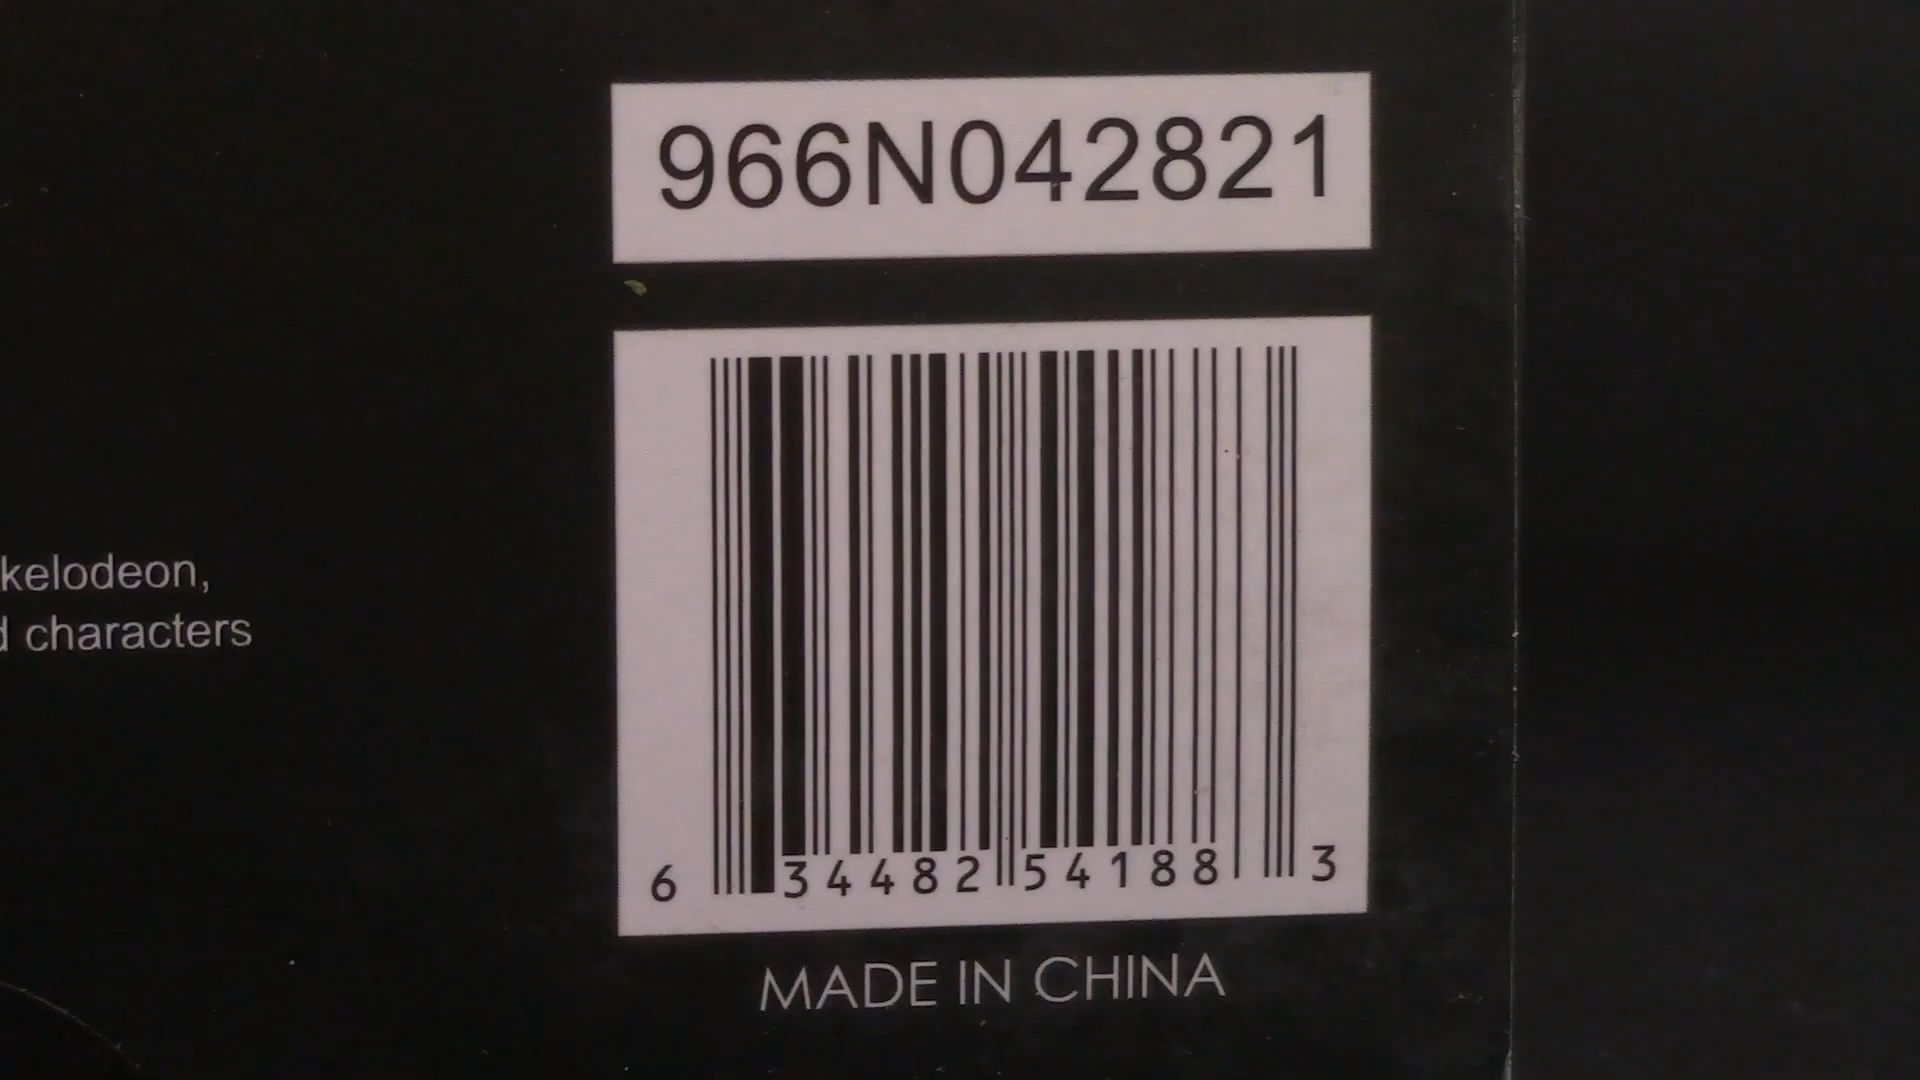 966N042821
kelodeon,
d characters
6 34482 54188 3
MADE IN CHINA